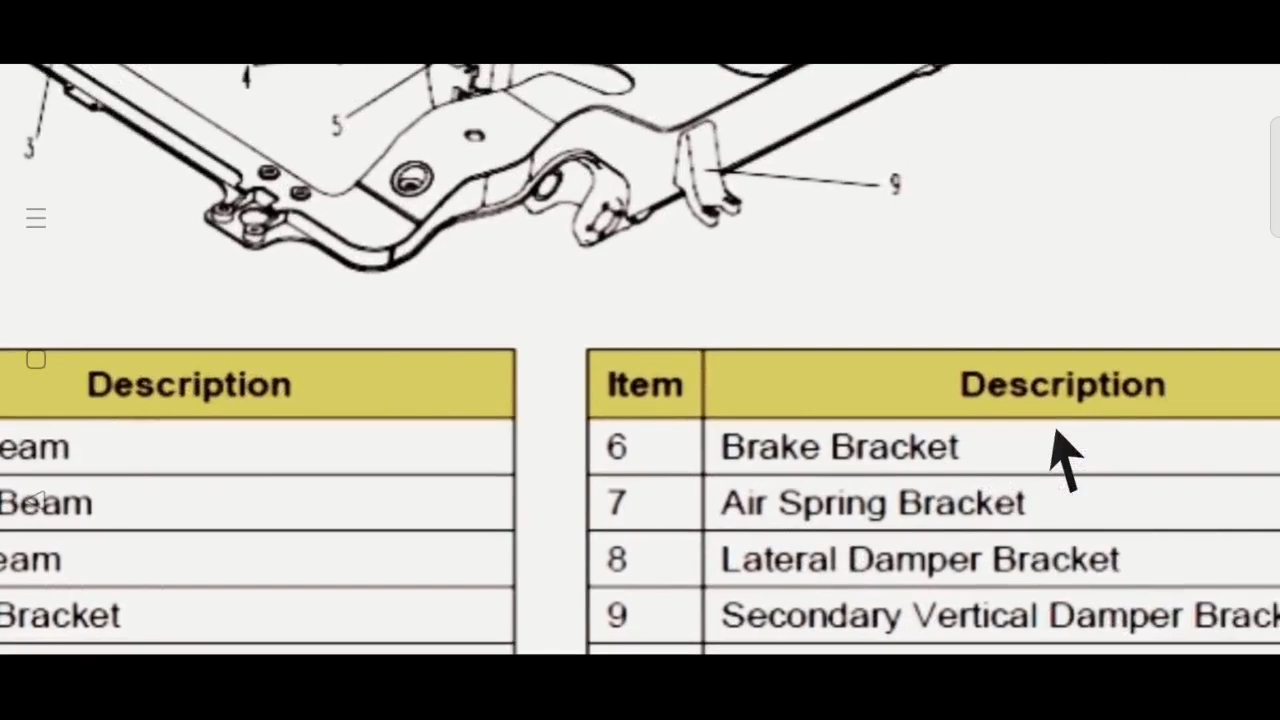 4
5
3
9
Description
eam
Beam
eam
Bracket
Item Description
6 Brake Bracket
7 Air Spring Bracket
8 Lateral Damper Bracket
9 Secondary Vertical Damper Brack